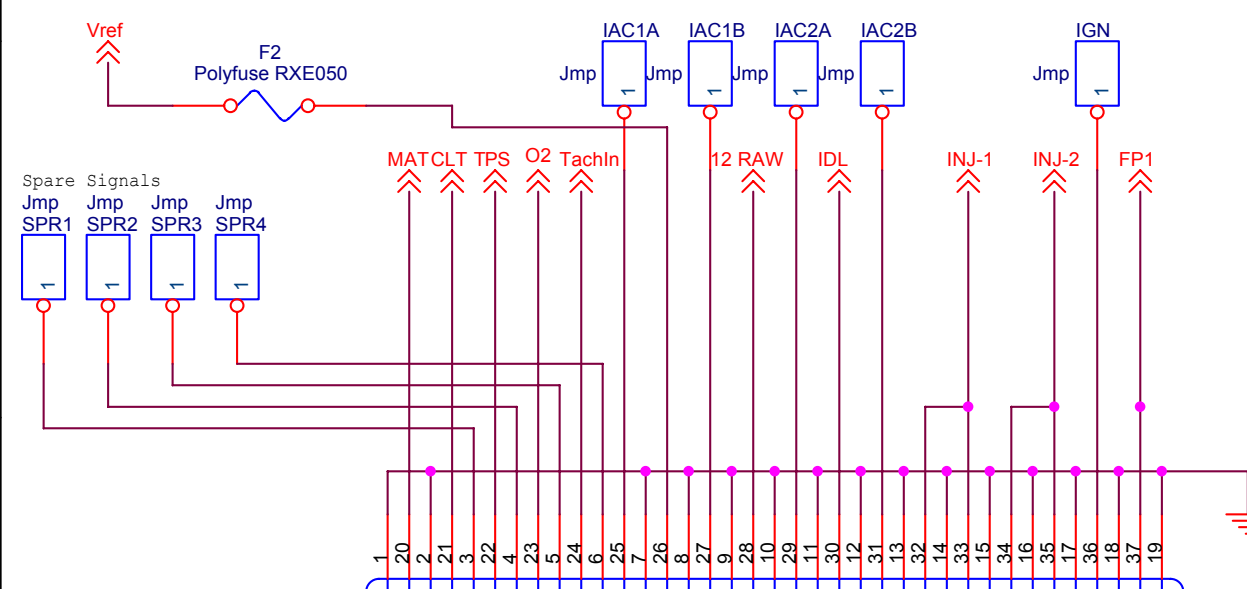 Vref
F2
Polyfuse RXE050
IAC1A
IAC1B
IAC2A
IAC2B
IGN
Jmp
Jmp
Jmp
Jmp
Jmp
1
1
1
1
1
MAT
CLT
TPS
O2
TachIn
12 RAW
IDL
INJ-1
INJ-2
FP1
Spare Signals
Jmp
Jmp
Jmp
Jmp
SPR1
SPR2
SPR3
SPR4
1
1
1
1
1
20
2
21
3
22
4
23
5
24
6
25
7
26
8
27
9
28
10
29
11
30
12
31
13
32
14
33
15
34
16
35
17
36
18
37
19